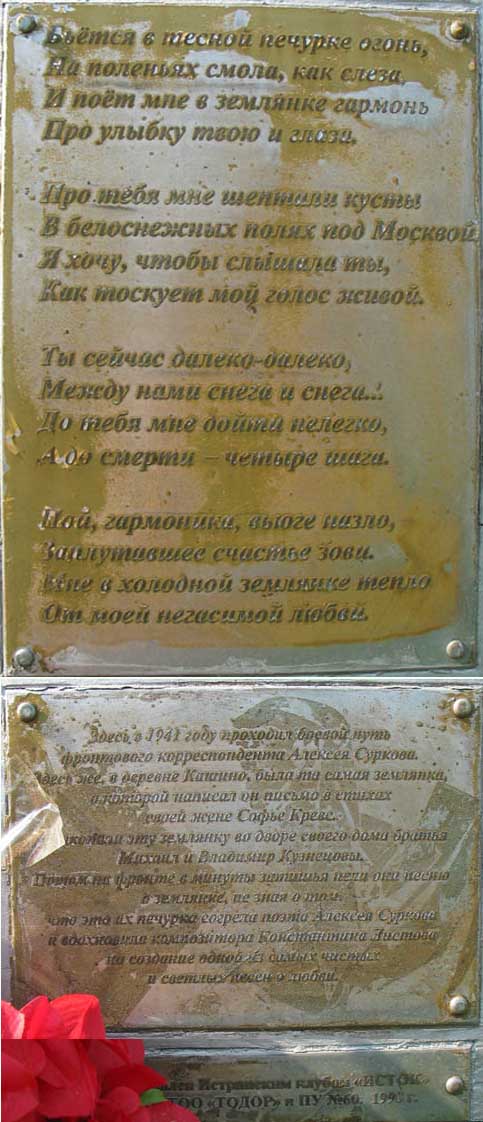 Бьётся в тесной печурке огонь,
На поленьях смола, как слеза,
И поёт мне в землянке гармонь
Про улыбку твою и глаза.
Про тебя мне шептали кусты
В белоснежных полях под Москвой,
Я хочу, чтобы слышала ты,
Как тоскует мой голос живой.
Ты сейчас далеко-далеко,
Между нами снега и снега...
До тебя мне дойти нелегко,
А до смерти – четыре шага.
Пой, гармоника, вьюге назло,
Заплутавшее счастье зови.
Мне в холодной землянке тепло
От моей негасимой любви.
Здесь в 1941 году проходил боевой путь
фронтового корреспондента Алексея Суркова.
Здесь же, в деревне Кашино, была та самая землянка,
о которой написал он письмо в стихах
своей жене Софье Кревс.
эту землянку во дворе своего дома братья
Михаил и Владимир Кузнецовы.
Потом на фронте в минуты затишья пели они песню
о землянке, не зная о том,
что это их печурка согрела поэта Алексея Суркова
и вдохновила композитора Константина Листова
на создание одной из самых чистых
и светлых песен о любви.
Истринским клубом «ИСТОК»
ТОО «ТОДОР» и ПУ №60. 199 г.